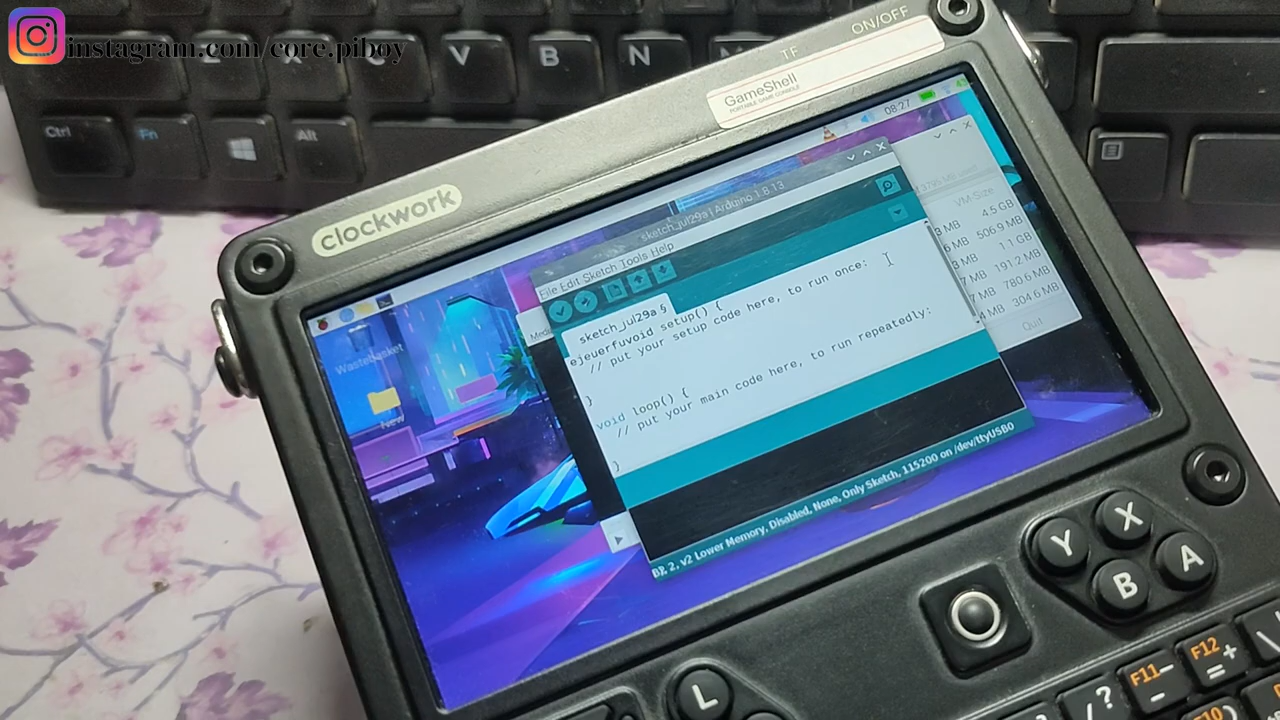 instagram.com/core.piboy
V B N
Ctrl Fn Alt
TF ON/OFF
GameShell
PORTABLE GAME CONSOLE
clockwork
08:27
sketch_jul29a | Arduino 1.8.13
File Edit Sketch Tools Help
sketch_jul29a §
ejeuerfuvoid setup() {
// put your setup code here, to run once:
}
void loop() {
// put your main code here, to run repeatedly:
}
2, v2 Lower Memory, Disabled, None, Only Sketch, 115200 on /dev/ttyUSB0
VM-Size
4.5 GB
506.9 MB
1.1 GB
191.2 MB
780.6 MB
304.6 MB
Quit
Wastebasket
New
X
Y
A
B
L
F12
+
=
F11
-
?
/
\